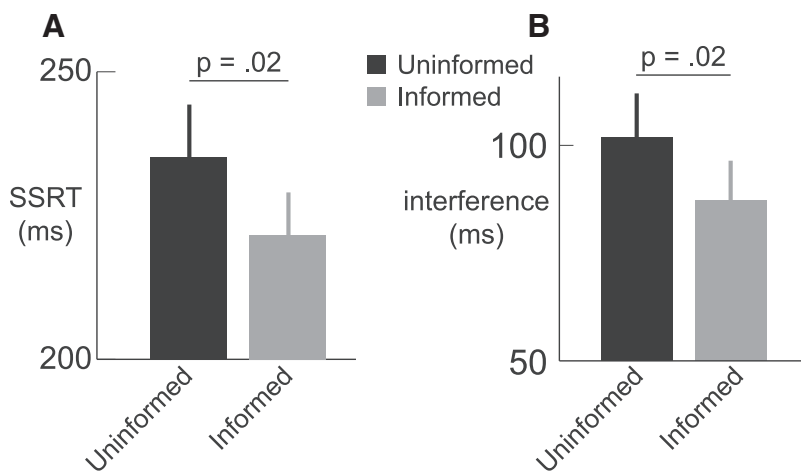 A
250
p = .02
SSRT
(ms)
200
Uninformed
Informed
Uninformed
Informed
B
p = .02
100
interference
(ms)
50
Uninformed
Informed